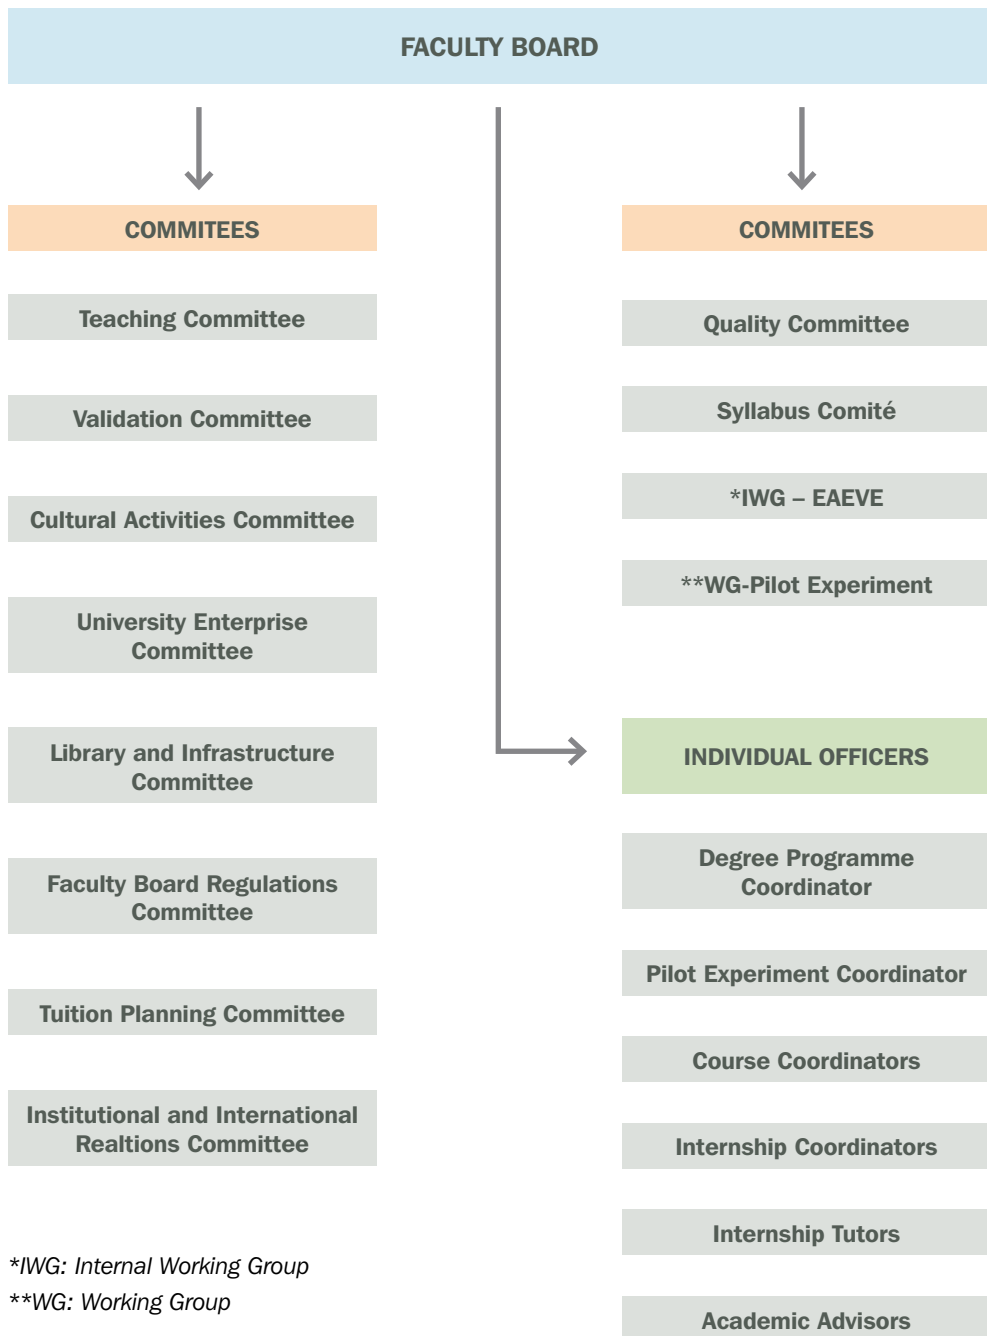 FACULTY BOARD
COMMITEES
Teaching Committee
Validation Committee
Cultural Activities Committee
University Enterprise
Committee
Library and Infrastructure
Committee
Faculty Board Regulations
Committee
Tuition Planning Committee
Institutional and International
Realtions Committee
*IWG: Internal Working Group
**WG: Working Group
COMMITEES
Quality Committee
Syllabus Comité
*IWG – EAEVE
**WG-Pilot Experiment
INDIVIDUAL OFFICERS
Degree Programme
Coordinator
Pilot Experiment Coordinator
Course Coordinators
Internship Coordinators
Internship Tutors
Academic Advisors